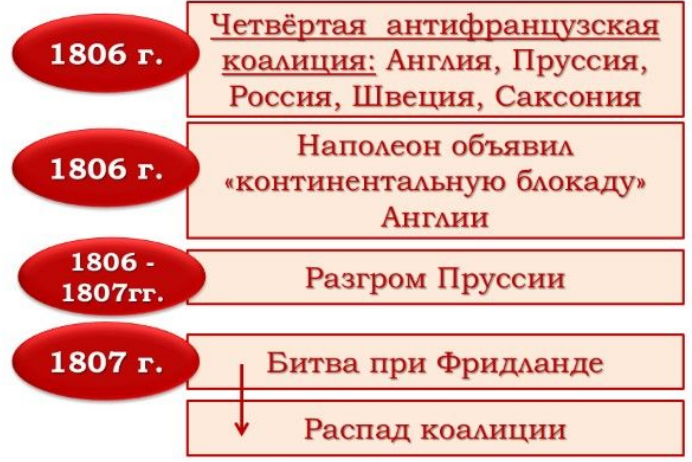 1806 г.
Четвёртая антифранцузская
коалиция: Англия, Пруссия,
Россия, Швеция, Саксония
1806 г.
Наполеон объявил
«континентальную блокаду»
Англии
1806 -
1807гг.
Разгром Пруссии
1807 г.
Битва при Фридланде
Распад коалиции